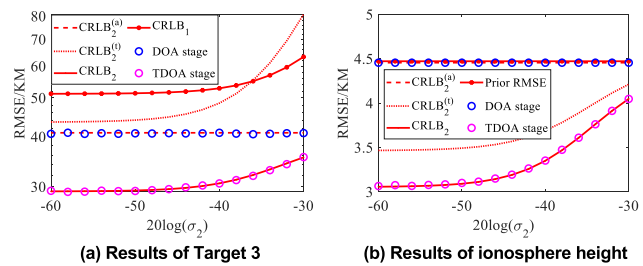 80
70
60
50
40
30
RMSE/KM
CRLB₂⁽ᵃ⁾
CRLB₂⁽ᵗ⁾
CRLB₂
CRLB₁
DOA stage
TDOA stage
-60 -50 -40 -30
20log(σ₂)
(a) Results of Target 3
5
4.5
4
3.5
3
RMSE/KM
CRLB₂⁽ᵃ⁾
CRLB₂⁽ᵗ⁾
CRLB₂
Prior RMSE
DOA stage
TDOA stage
-60 -50 -40 -30
20log(σ₂)
(b) Results of ionosphere height